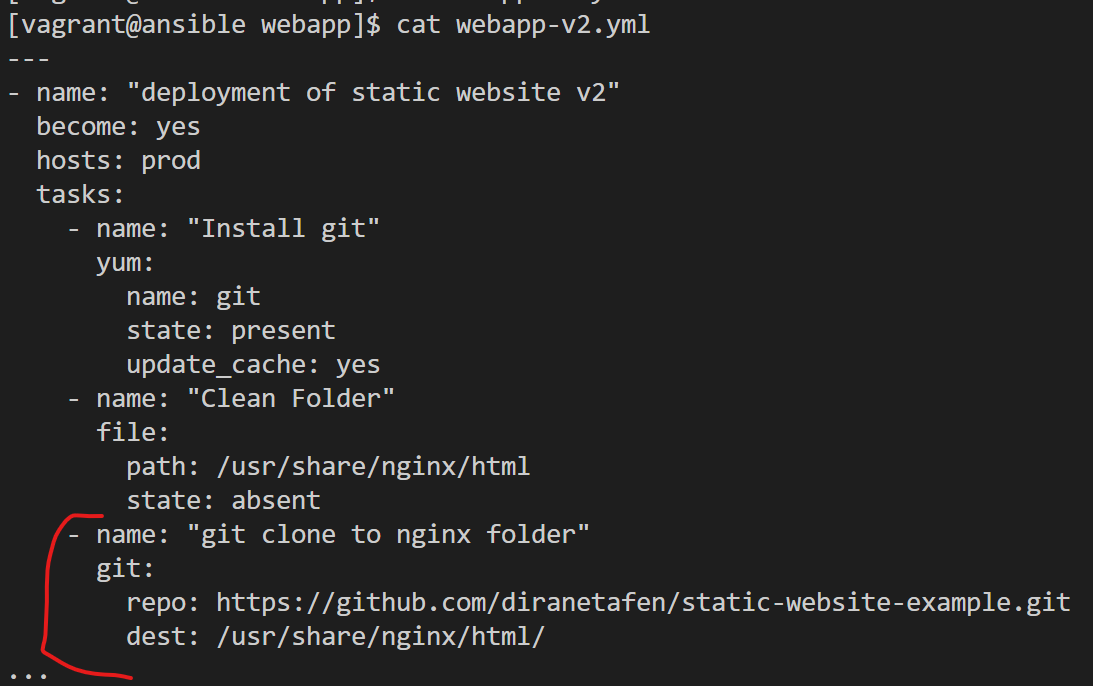 [vagrant@ansible webapp]$ cat webapp-v2.yml
---
- name: "deployment of static website v2"
  become: yes
  hosts: prod
  tasks:
    - name: "Install git"
      yum:
        name: git
        state: present
        update_cache: yes
    - name: "Clean Folder"
      file:
        path: /usr/share/nginx/html
        state: absent
    - name: "git clone to nginx folder"
      git:
        repo: https://github.com/diranetafen/static-website-example.git
        dest: /usr/share/nginx/html/
...